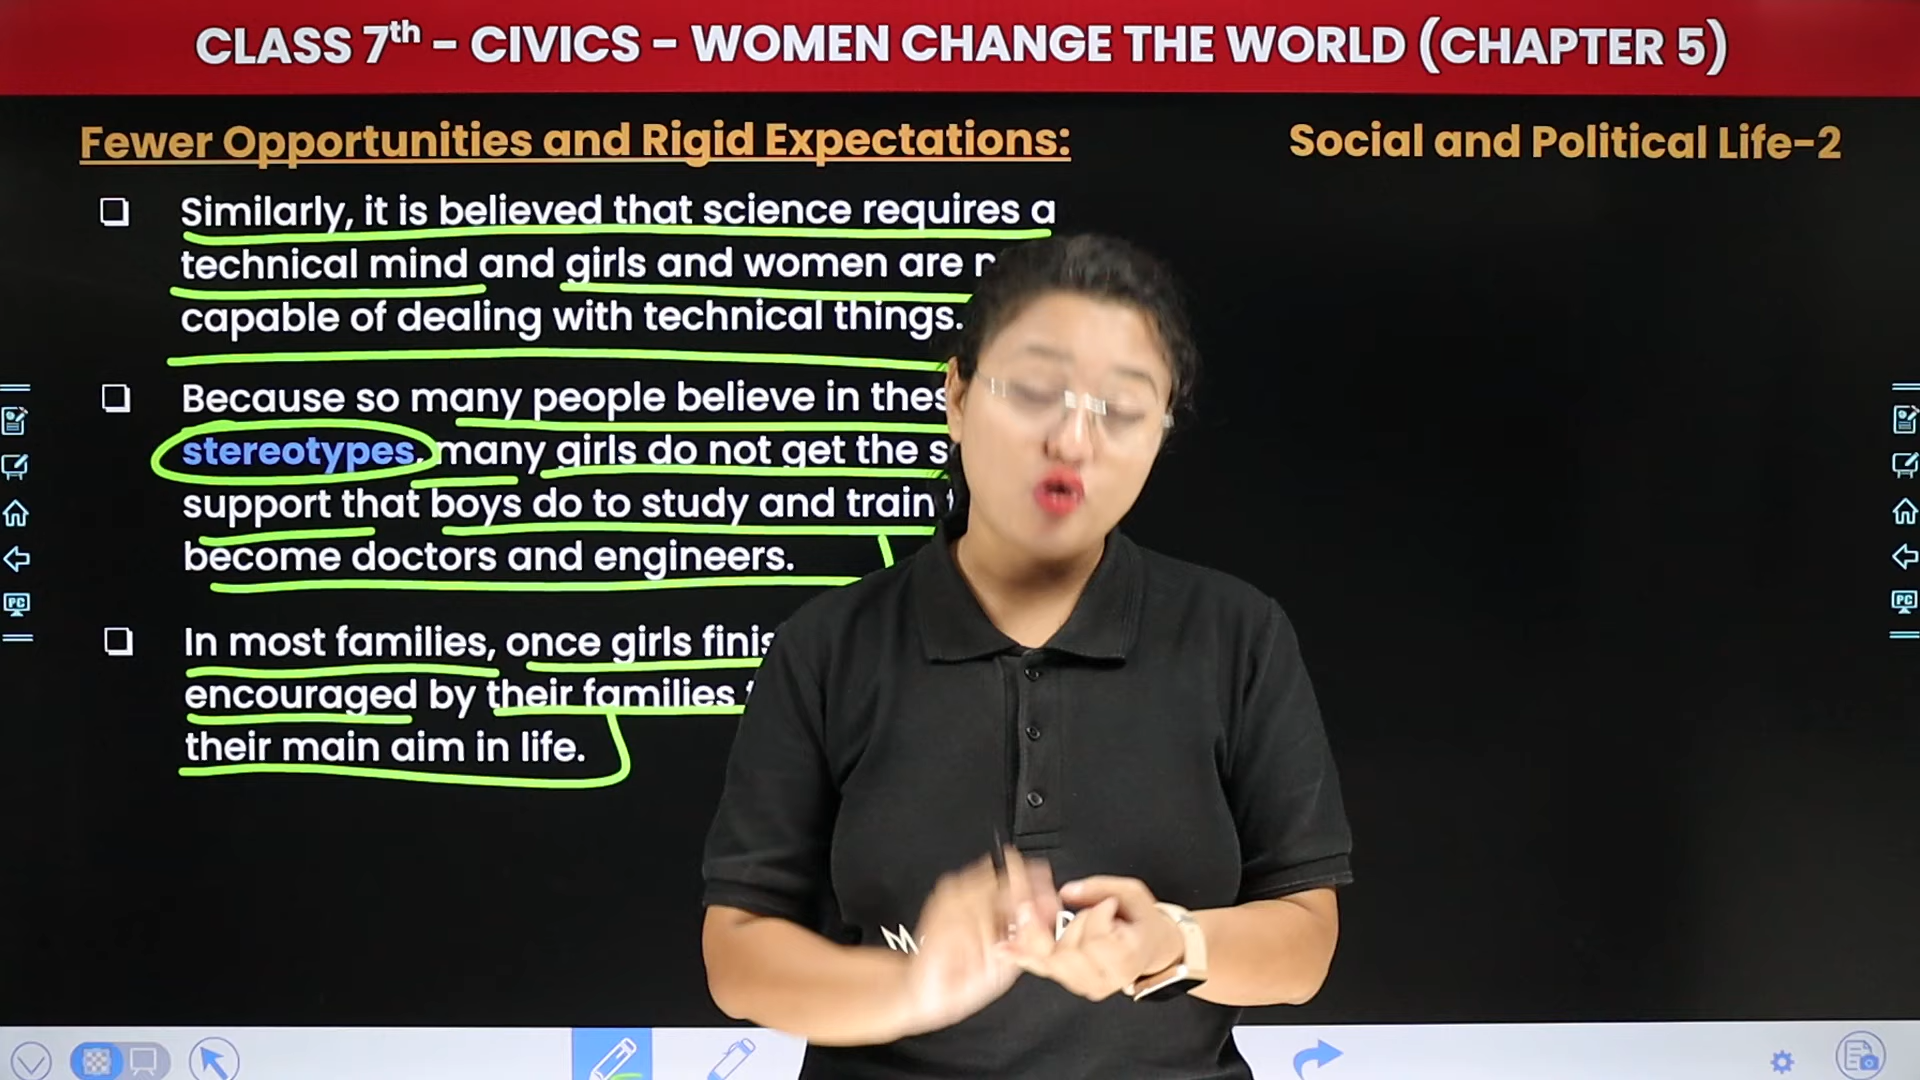 CLASS 7th - CIVICS - WOMEN CHANGE THE WORLD (CHAPTER 5)
Fewer Opportunities and Rigid Expectations:
Social and Political Life-2
Similarly, it is believed that science requires a
technical mind and girls and women are
capable of dealing with technical things.
Because so many people believe in
stereotypes, many girls do not get the
support that boys do to study and train
become doctors and engineers.
In most families, once girls
encouraged by their families
their main aim in life.
PC
PC